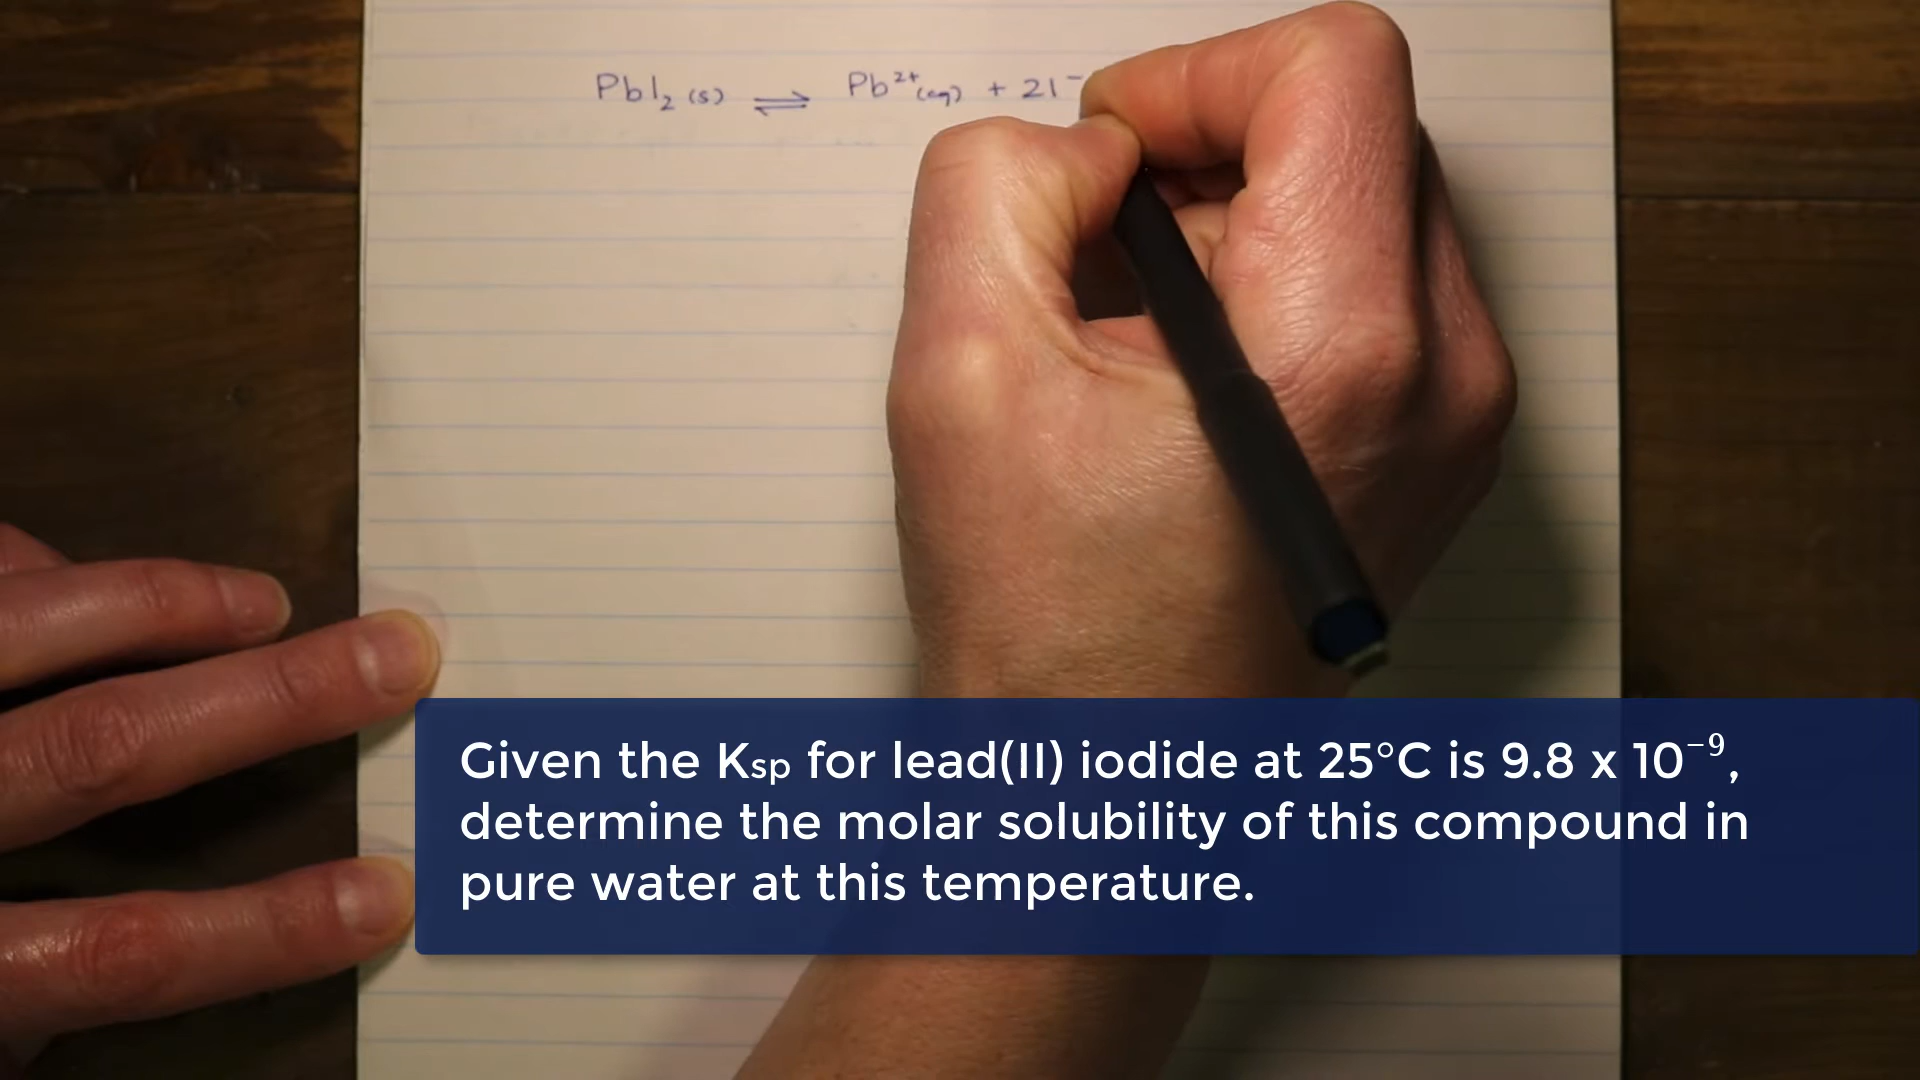 PbI₂ (s) ⇌ Pb²⁺(aq) + 2I⁻
Given the Ksp for lead(II) iodide at 25°C is 9.8 x 10⁻⁹,
determine the molar solubility of this compound in
pure water at this temperature.